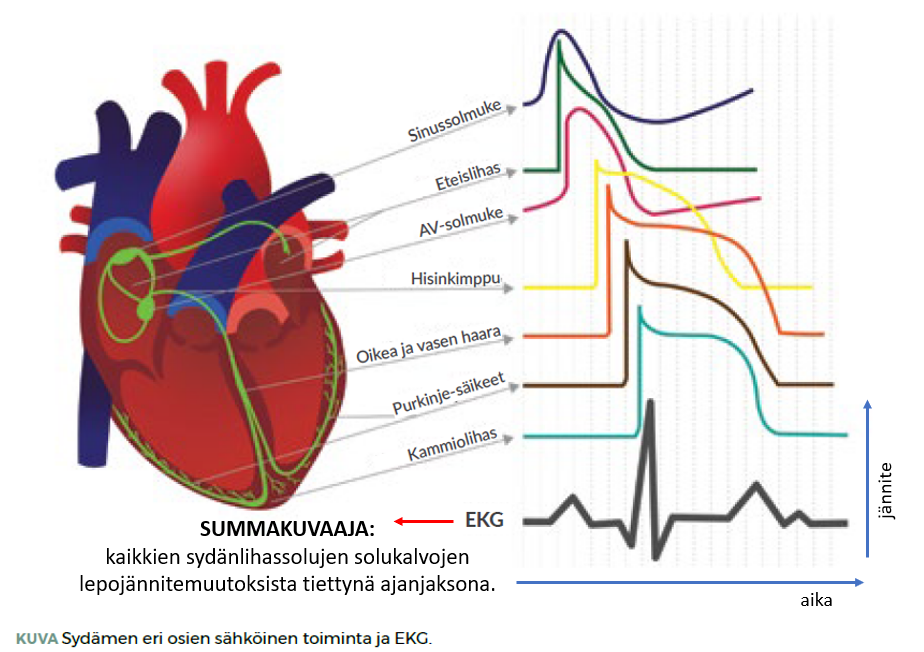 Sinussolmuke
Eteislihas
AV-solmuke
Hisinkimppu
Oikea ja vasen haara
Purkinje-säikeet
Kammiolihas
EKG
SUMMAKUVAAJA:
kaikkien sydänlihassolujen solukalvojen
lepojännitemuutoksista tiettynä ajanjaksona.
jännite
aika
KUVA Sydämen eri osien sähköinen toiminta ja EKG.